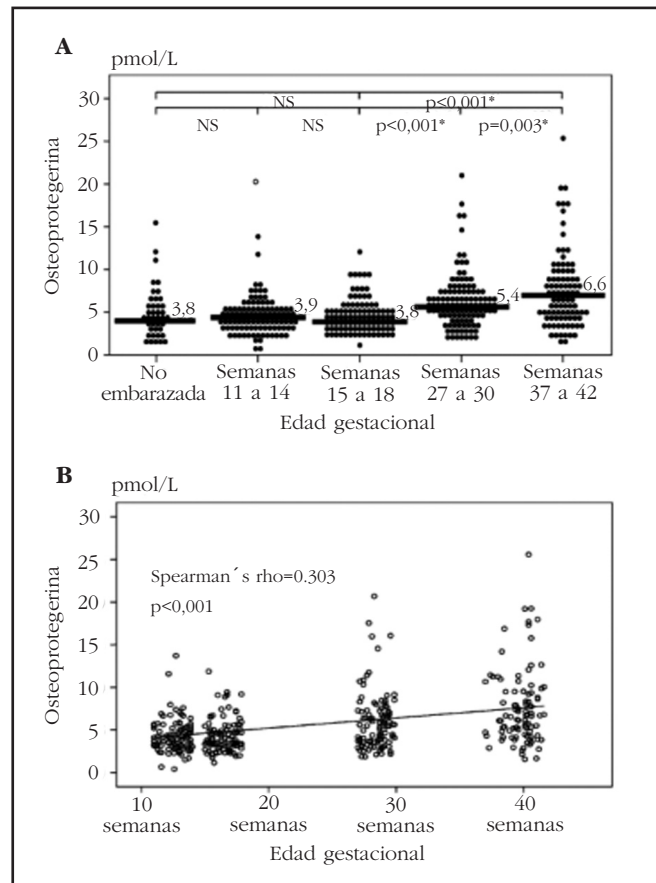 A
pmol/L
30
25
20
15
10
5
0
Osteoprotegerina
NS
p<0,001*
NS
NS
p<0,001*
p=0,003*
3,8
3,9
3,8
5,4
6,6
No embarazada
Semanas 11 a 14
Semanas 15 a 18
Semanas 27 a 30
Semanas 37 a 42
Edad gestacional
B
pmol/L
30
25
20
15
10
5
0
Osteoprotegerina
Spearman´s rho=0.303
p<0,001
10 semanas
20 semanas
30 semanas
40 semanas
Edad gestacional